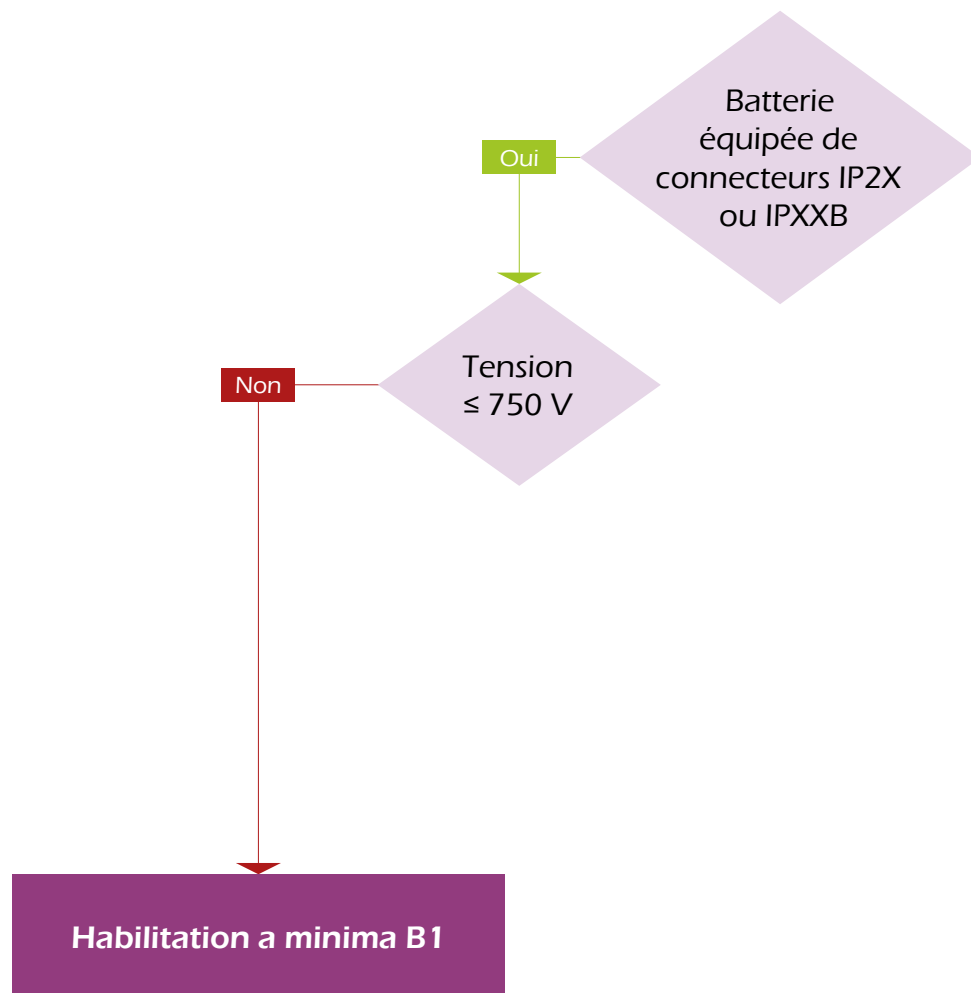 Batterie
équipée de
connecteurs IP2X
ou IPXXB
Oui
Tension
≤ 750 V
Non
Habilitation a minima B1